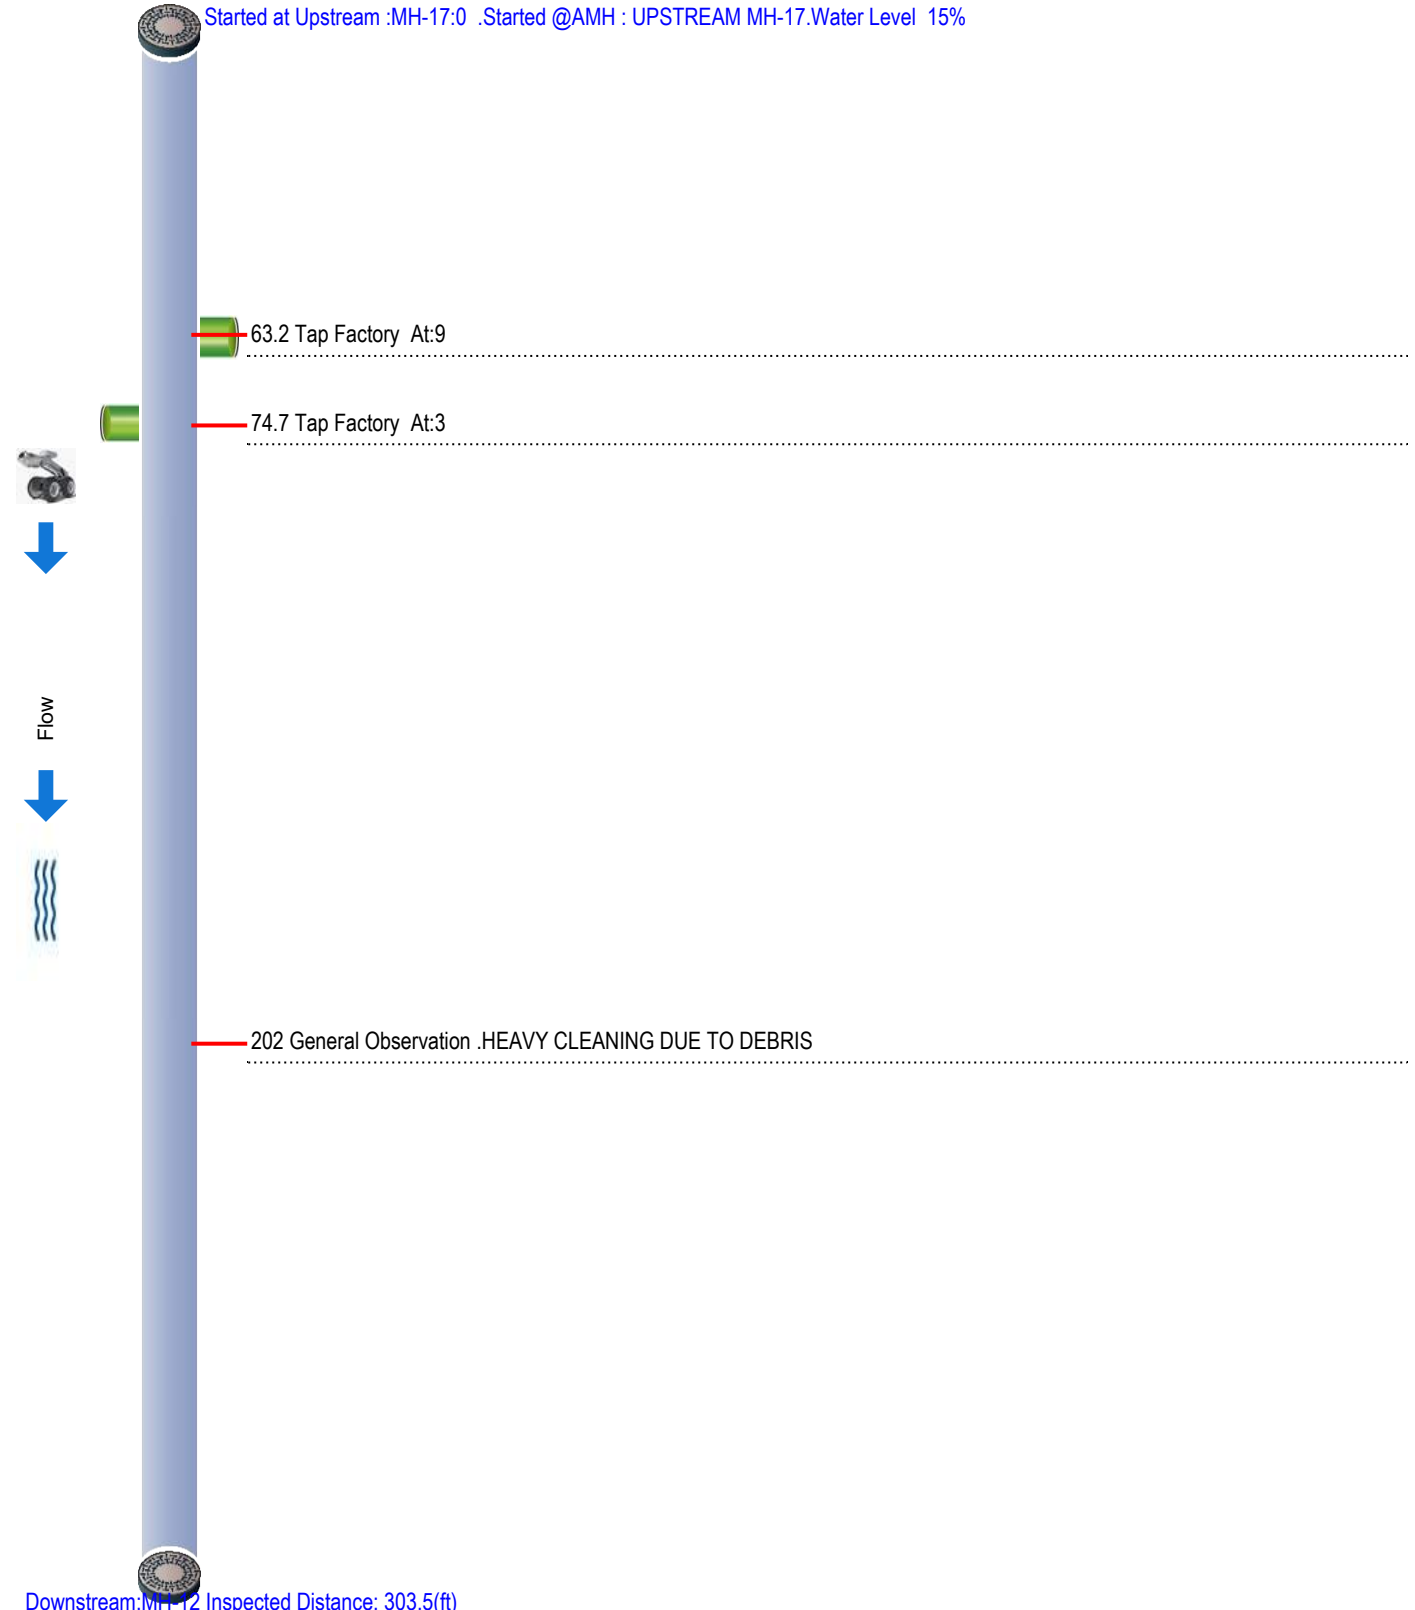 Started at Upstream :MH-17:0 .Started @AMH : UPSTREAM MH-17.Water Level 15%
63.2 Tap Factory At:9
74.7 Tap Factory At:3
Flow
202 General Observation .HEAVY CLEANING DUE TO DEBRIS
Downstream:MH-12 Inspected Distance: 303.5(ft)